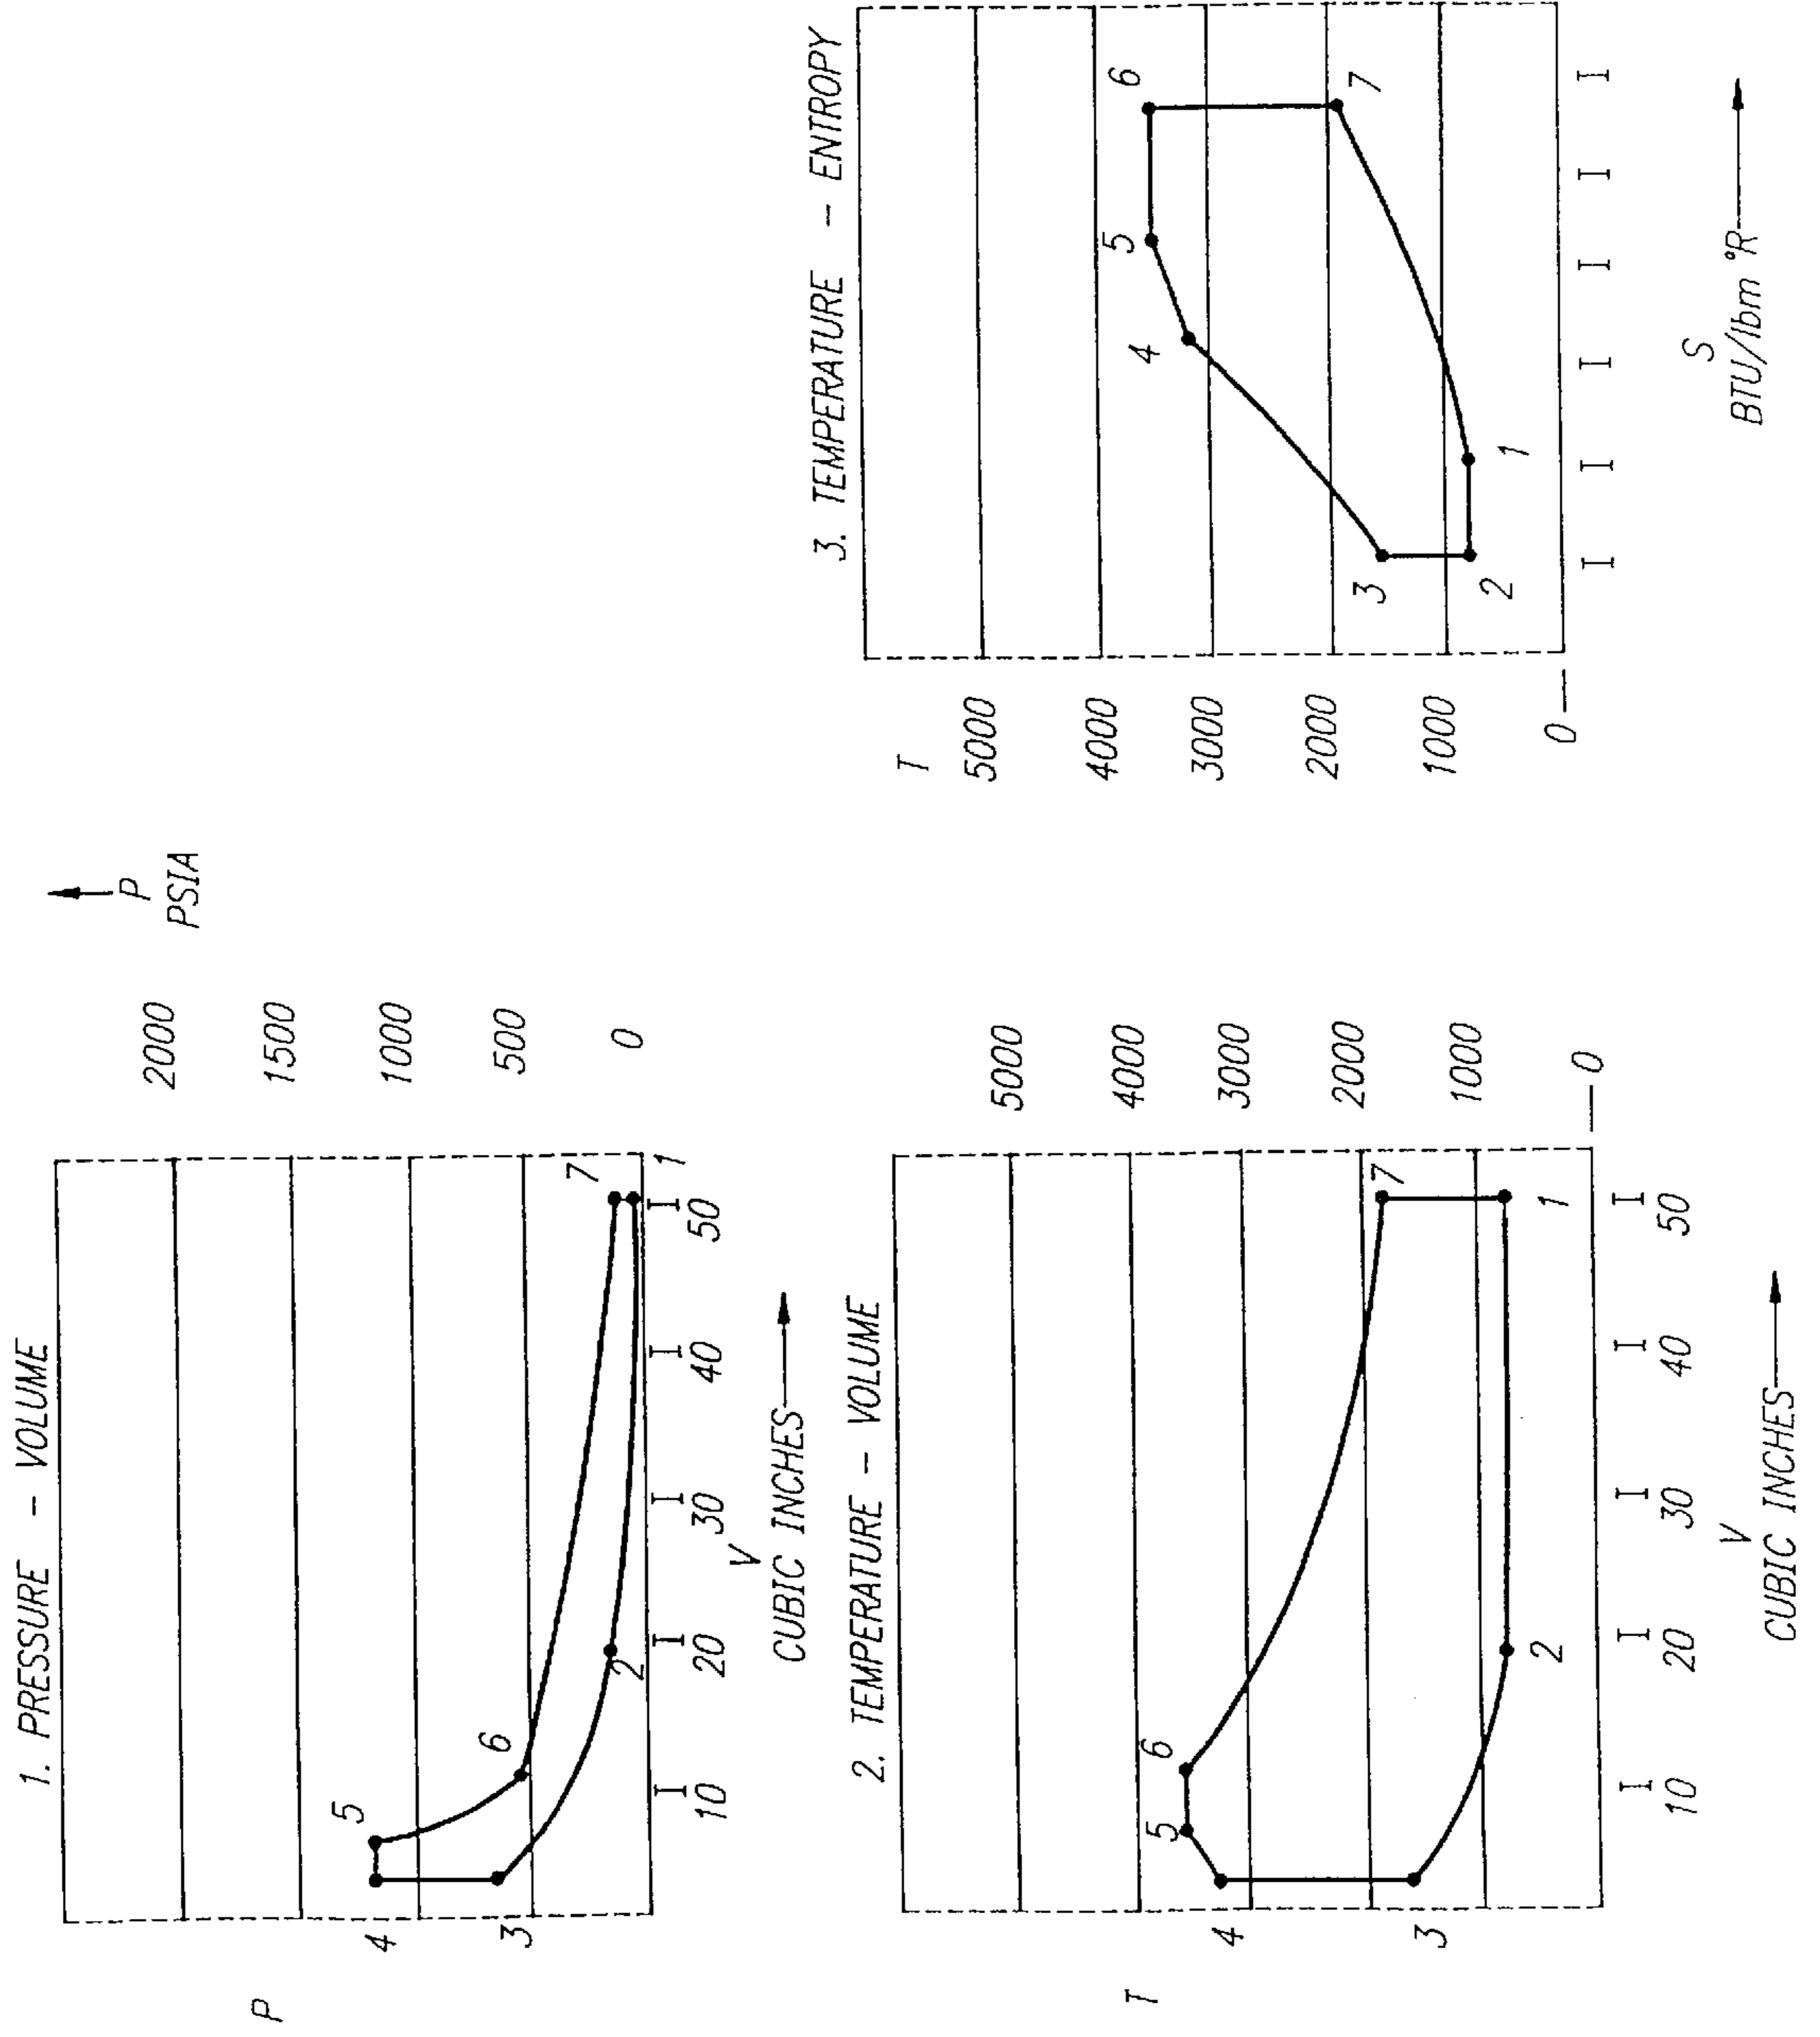 1. PRESSURE - VOLUME
P
P
PSIA
2000
1500
1000
500
0
4
5
3
6
2
7
1
10 20 30 40 50
V
CUBIC INCHES
2. TEMPERATURE - VOLUME
T
5000
4000
3000
2000
1000
0
4
5
6
3
2
7
1
10 20 30 40 50
V
CUBIC INCHES
3. TEMPERATURE - ENTROPY
T
5000
4000
3000
2000
1000
0
3
2
4
1
5
6
7
S
BTU/lbm °R